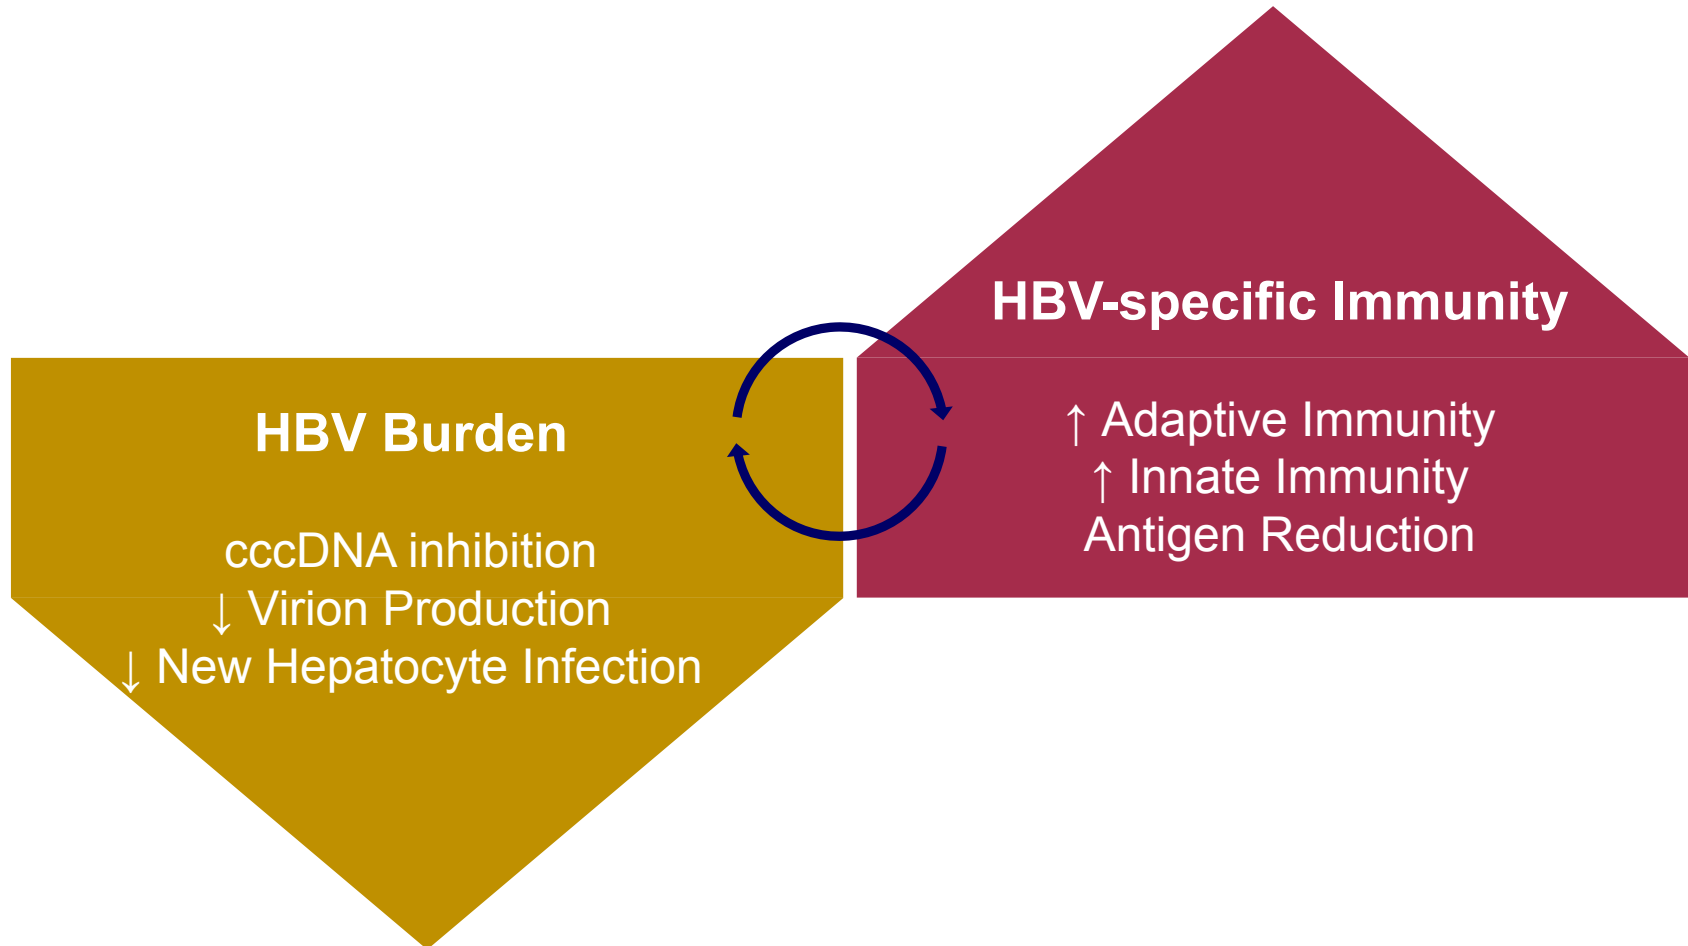 HBV Burden
cccDNA inhibition
↓ Virion Production
↓ New Hepatocyte Infection
HBV-specific Immunity
↑ Adaptive Immunity
↑ Innate Immunity
Antigen Reduction